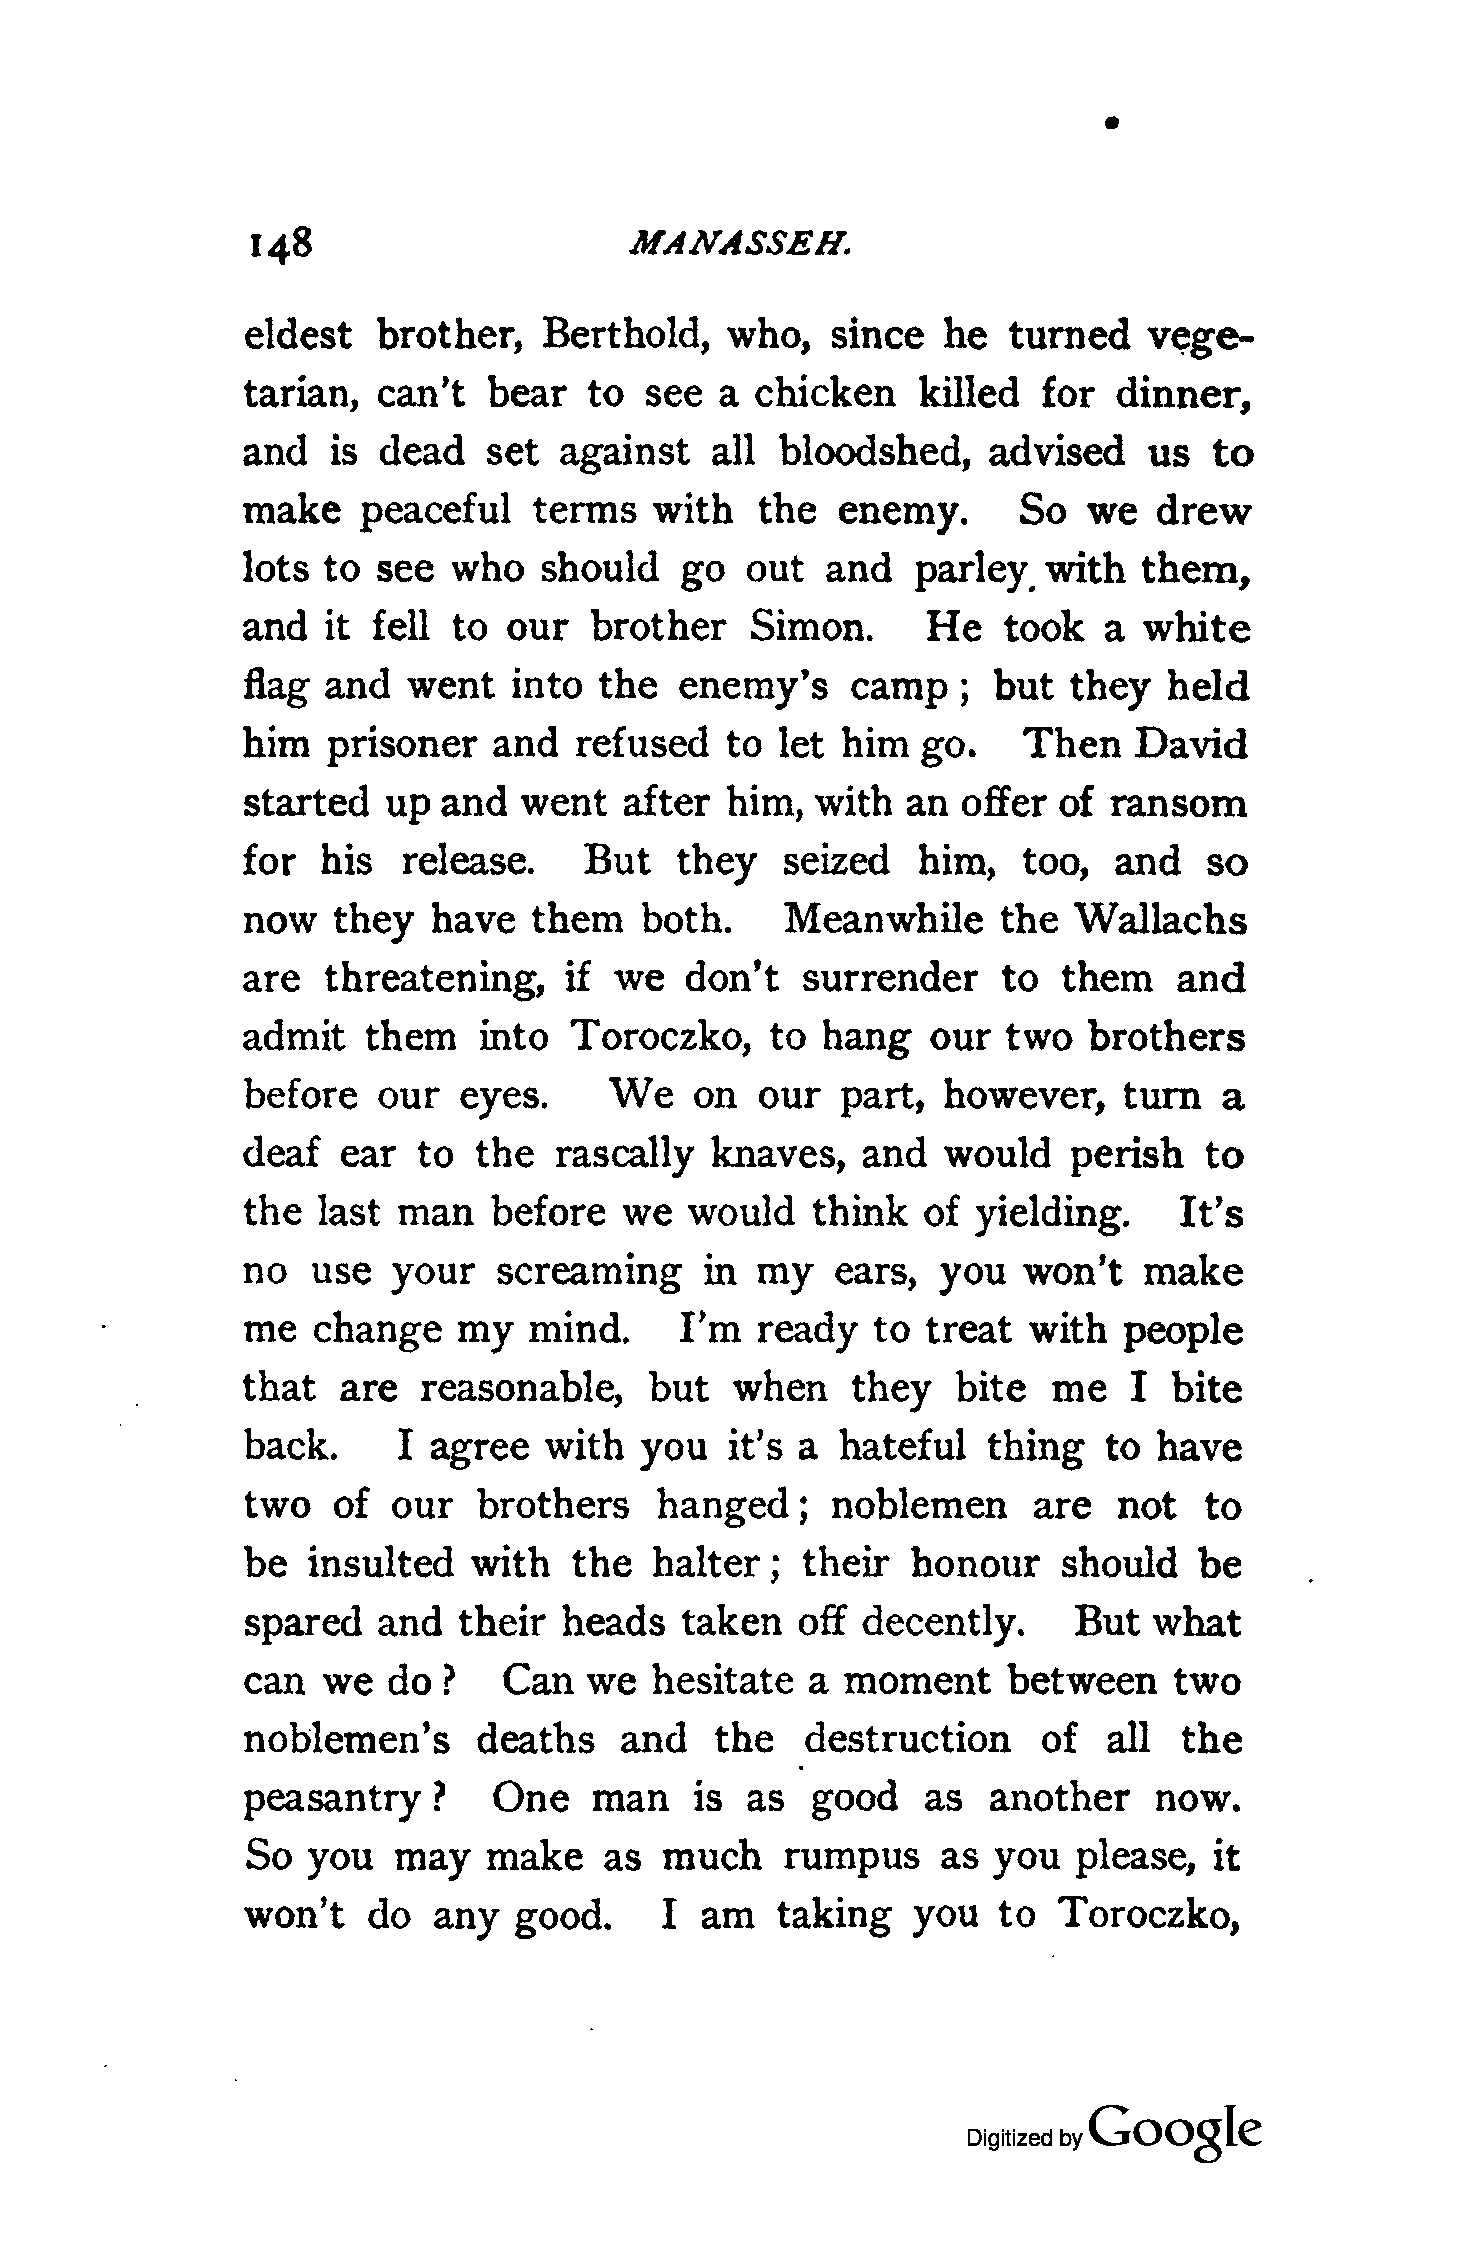 148 MANASSEH.
eldest brother, Berthold, who, since he turned vege-
tarian, can't bear to see a chicken killed for dinner,
and is dead set against all bloodshed, advised us to
make peaceful terms with the enemy. So we drew
lots to see who should go out and parley with them,
and it fell to our brother Simon. He took a white
flag and went into the enemy's camp ; but they held
him prisoner and refused to let him go. Then David
started up and went after him, with an offer of ransom
for his release. But they seized him, too, and so
now they have them both. Meanwhile the Wallachs
are threatening, if we don't surrender to them and
admit them into Toroczko, to hang our two brothers
before our eyes. We on our part, however, turn a
deaf ear to the rascally knaves, and would perish to
the last man before we would think of yielding. It's
no use your screaming in my ears, you won't make
me change my mind. I'm ready to treat with people
that are reasonable, but when they bite me I bite
back. I agree with you it's a hateful thing to have
two of our brothers hanged ; noblemen are not to
be insulted with the halter ; their honour should be
spared and their heads taken off decently. But what
can we do ? Can we hesitate a moment between two
noblemen's deaths and the destruction of all the
peasantry ? One man is as good as another now.
So you may make as much rumpus as you please, it
won't do any good. I am taking you to Toroczko,
Digitized by Google